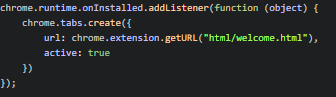 chrome.runtime.onInstalled.addListener(function (object) {
    chrome.tabs.create({
        url: chrome.extension.getURL("html/welcome.html"),
        active: true
    })
});